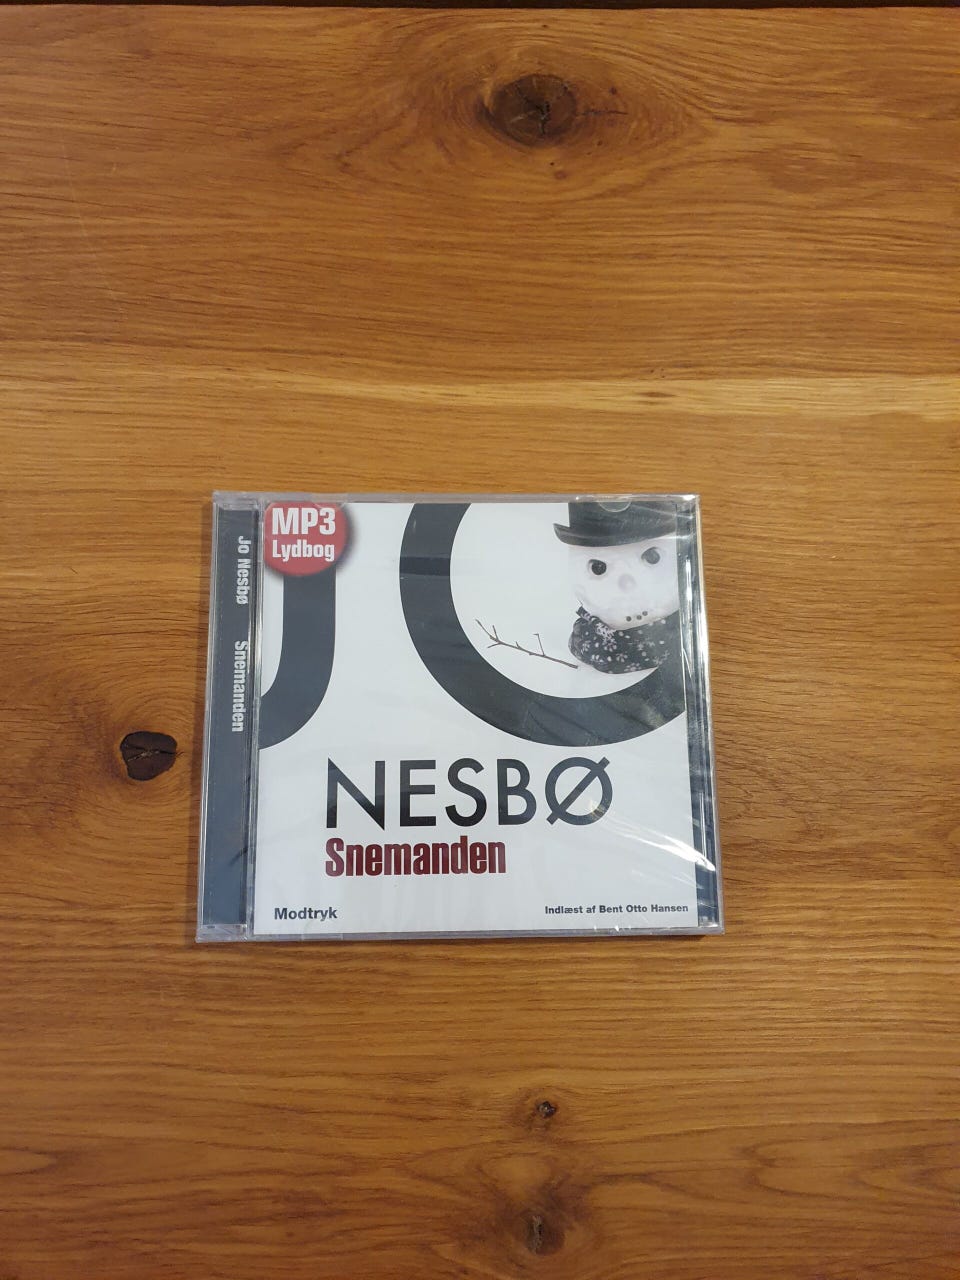 MP3
Lydbog
Jo Nesbø Snemanden
JO
NESBØ
Snemanden
Modtryk
Indlæst af Bent Otto Hansen